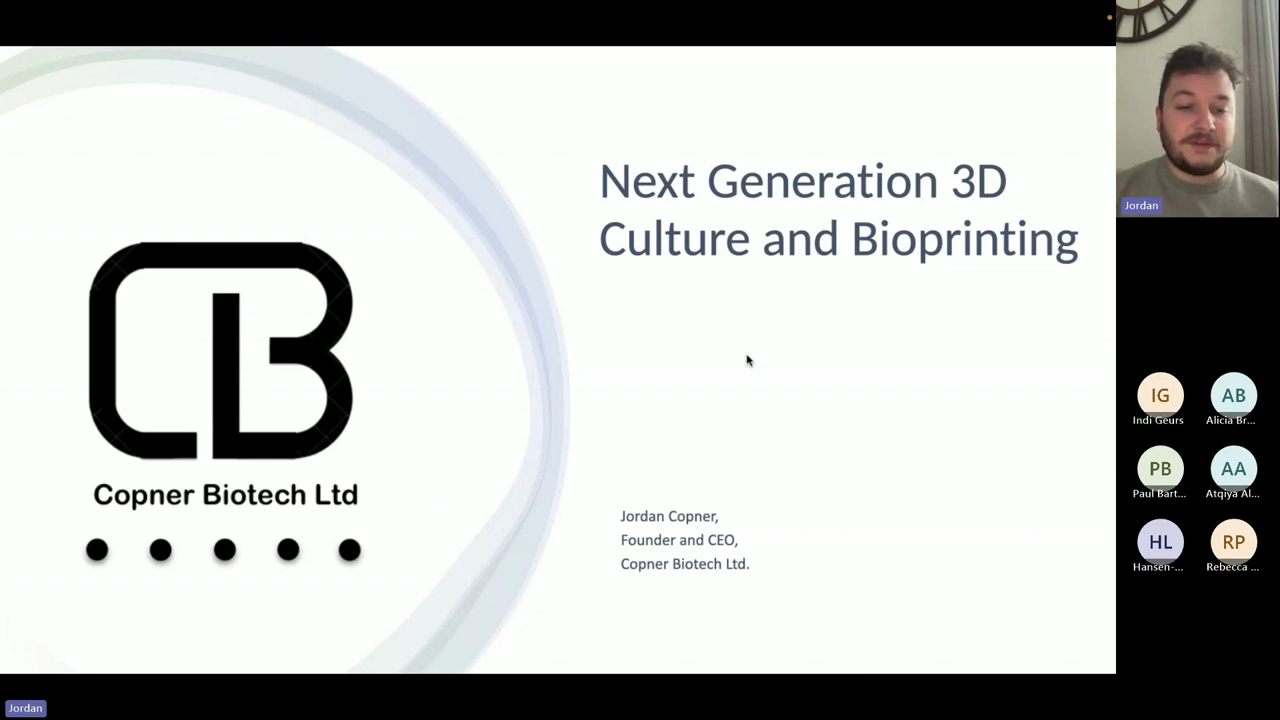 Next Generation 3D
Culture and Bioprinting
Copner Biotech Ltd
Jordan Copner,
Founder and CEO,
Copner Biotech Ltd.
Jordan
IG
Indi Geurs
AB
Alicia Br...
PB
Paul Bart...
AA
Atqiya Al...
HL
Hansen-...
RP
Rebecca ...
Jordan